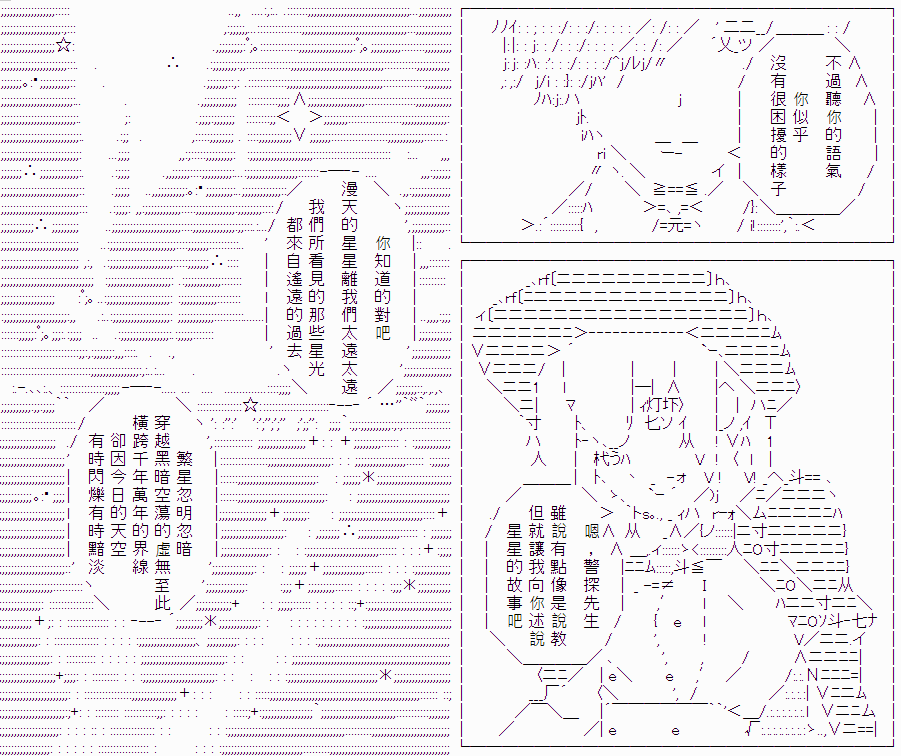 不過聽你的語氣
你似乎
沒有很困擾的樣子
嗯，警探先生
雖說有點像是說教
但就讓我向你述說
星星的故事吧
你知道的對吧
漫天的星星離我們太遠太遠
我們所看見的那些星光
都來自遙遠的過去
繁星忽明忽暗
穿越黑暗空蕩的虛無至此
橫跨千年萬年的界線
卻因今日的天空
有時閃爍有時黯淡